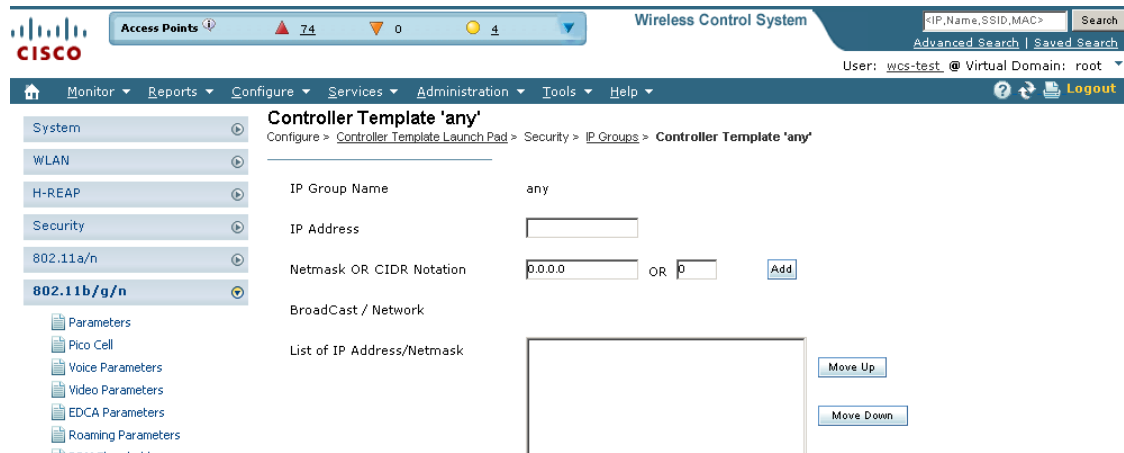 Access Points 74 0 4
Wireless Control System
<IP,Name,SSID,MAC> Search
Advanced Search | Saved Search
CISCO
User: wcs-test @ Virtual Domain: root
Monitor Reports Configure Services Administration Tools Help Logout
System
WLAN
H-REAP
Security
802.11a/n
802.11b/g/n
Parameters
Pico Cell
Voice Parameters
Video Parameters
EDCA Parameters
Roaming Parameters
Controller Template 'any'
Configure > Controller Template Launch Pad > Security > IP Groups > Controller Template 'any'
IP Group Name any
IP Address
Netmask OR CIDR Notation 0.0.0.0 OR 0 Add
BroadCast / Network
List of IP Address/Netmask
Move Up
Move Down